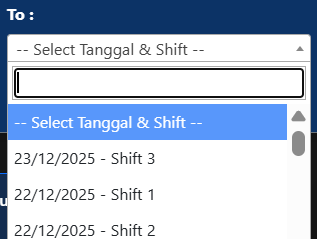 To :
-- Select Tanggal & Shift --
-- Select Tanggal & Shift --
23/12/2025 - Shift 3
22/12/2025 - Shift 1
22/12/2025 - Shift 2